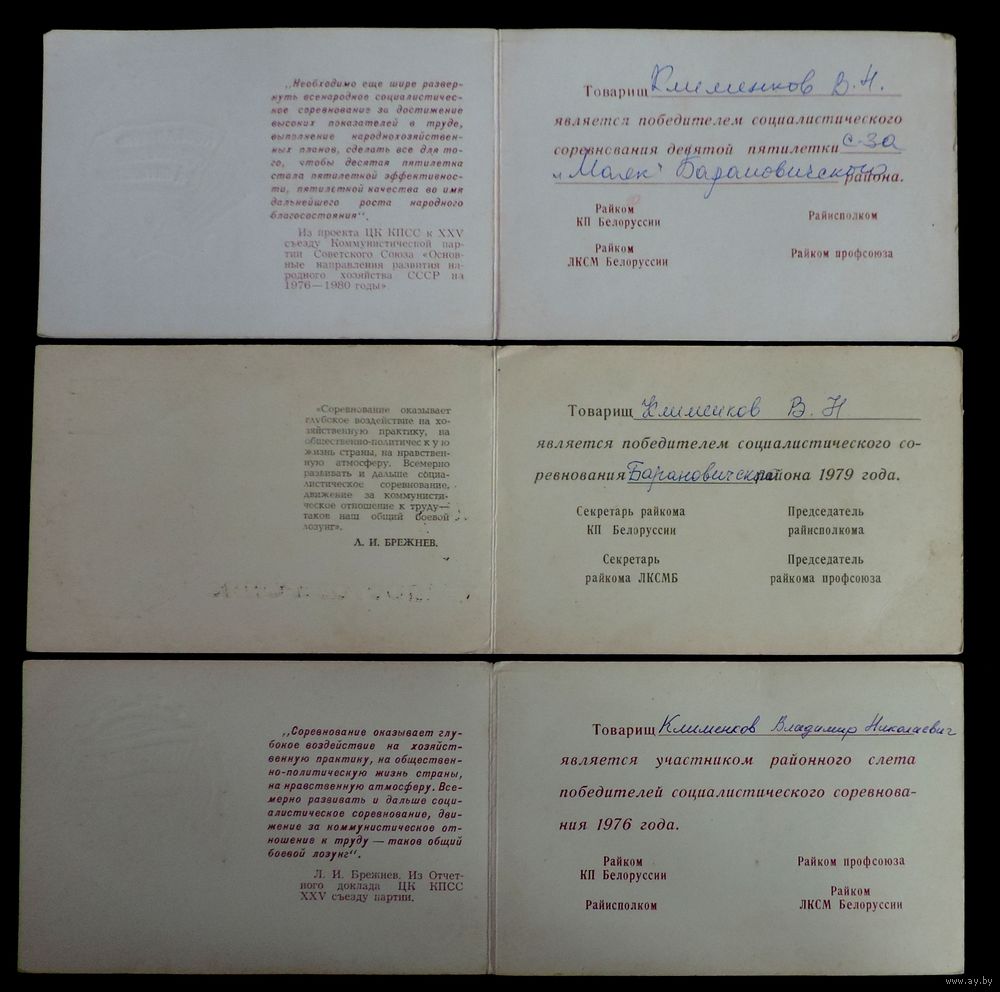 „Необходимо еще шире развер-
нуть всенародное социалистичес-
кое соревнование за достижение
высоких показателей в труде,
выполнение народнохозяйствен-
ных планов, сделать все для то-
го, чтобы десятая пятилетка
стала пятилеткой эффективнос-
ти, пятилеткой качества во имя
дальнейшего роста народного
благосостояния“.
Из проекта ЦК КПСС к XXV
съезду Коммунистической пар-
тии Советского Союза «Основ-
ные направления развития на-
родного хозяйства СССР на
1976—1980 годы».
Товарищ Клименков В. Н.
является победителем социалистического
соревнования девятой пятилетки с-за
„Маяк“ Барановичского района.
Райком
КП Белоруссии
Райисполком
Райком
ЛКСМ Белоруссии
Райком профсоюза
«Соревнование оказывает
глубокое воздействие на хо-
зяйственную практику, на
общественно-политическую
жизнь страны, на нравствен-
ную атмосферу. Всемерно
развивать и дальше социа-
листическое соревнование,
движение за коммунисти-
ческое отношение к труду—
таков наш общий боевой
лозунг».
Л. И. БРЕЖНЕВ.
Товарищ Клименков В. Н
является победителем социалистического со-
ревнования Барановичского района 1979 года.
Секретарь райкома
КП Белоруссии
Председатель
райисполкома
Секретарь
райкома ЛКСМБ
Председатель
райкома профсоюза
„Соревнование оказывает глу-
бокое воздействие на хозяйст-
венную практику, на обществен-
но-политическую жизнь страны,
на нравственную атмосферу. Все-
мерно развивать и дальше соци-
алистическое соревнование, дви-
жение за коммунистическое от-
ношение к труду — таков общий
боевой лозунг“.
Л. И. Брежнев. Из Отчет-
ного доклада ЦК КПСС
XXV съезду партии.
Товарищ Клименков Владимир Николаевич
является участником районного слета
победителей социалистического соревнова-
ния 1976 года.
Райком
КП Белоруссии
Райком профсоюза
Райисполком
Райком
ЛКСМ Белоруссии
www.ay.by